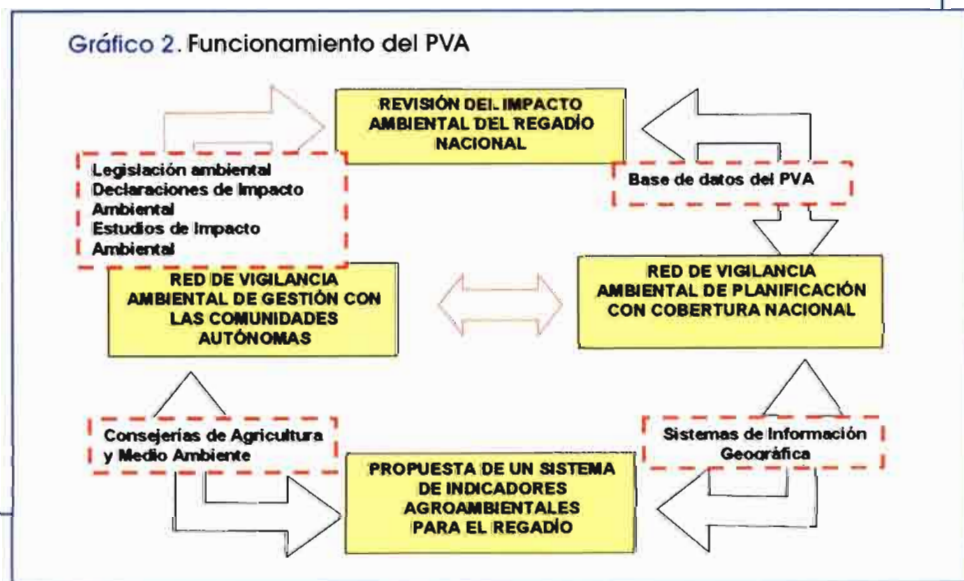 Gráfico 2. Funcionamiento del PVA
REVISIÓN DEL IMPACTO
AMBIENTAL DEL REGADÍO
NACIONAL
Legislación ambiental
Declaraciones de Impacto
Ambiental
Estudios de Impacto
Ambiental
Base de datos del PVA
RED DE VIGILANCIA
AMBIENTAL DE GESTIÓN CON
LAS COMUNIDADES
AUTÓNOMAS
RED DE VIGILANCIA
AMBIENTAL DE PLANIFICACIÓN
CON COBERTURA NACIONAL
Consejerías de Agricultura
y Medio Ambiente
Sistemas de Información
Geográfica
PROPUESTA DE UN SISTEMA
DE INDICADORES
AGROAMBIENTALES
PARA EL REGADÍO